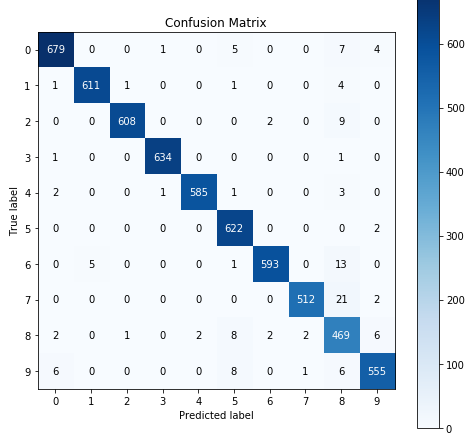 Confusion Matrix
0 679 0 0 1 0 5 0 0 7 4
1 1 611 1 0 0 1 0 0 4 0
2 0 0 608 0 0 0 2 0 9 0
3 1 0 0 634 0 0 0 0 1 0
4 2 0 0 1 585 1 0 0 3 0
5 0 0 0 0 0 622 0 0 0 2
6 0 5 0 0 0 1 593 0 13 0
7 0 0 0 0 0 0 0 512 21 2
8 2 0 1 0 2 8 2 2 469 6
9 6 0 0 0 0 8 0 1 6 555
0 1 2 3 4 5 6 7 8 9
True label
Predicted label
600
500
400
300
200
100
0